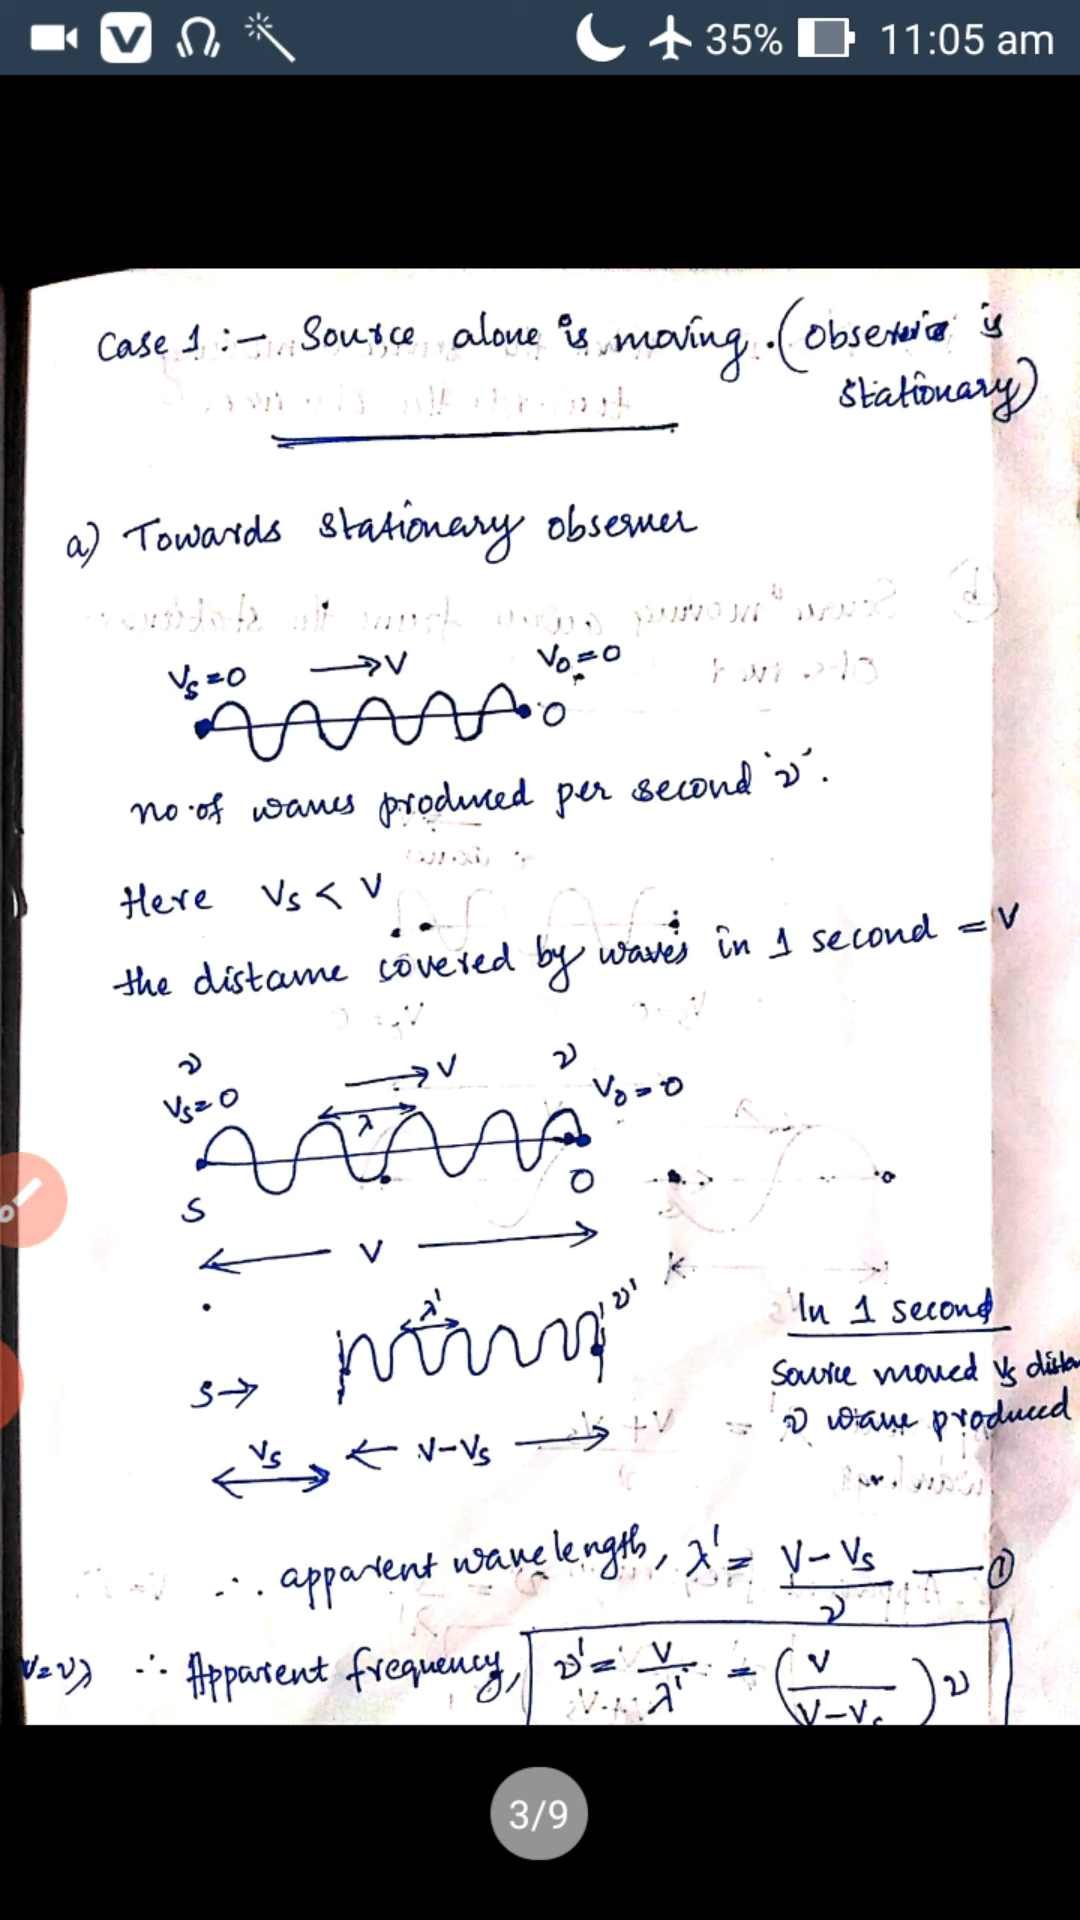 35% 11:05 am
Case 1 :- Source alone is moving. (Observer is
stationary)
a) Towards stationary observer
Vs = 0 → V Vo = 0
O
no. of waves produced per second 'ν'.
Here Vs < V
the distance covered by waves in 1 second = V
ν → V ν
Vs = 0 λ Vo = 0
S O
V
λ' ν'
S →
Vs V-Vs
In 1 second
Source moved Vs
ν wave produced
∴ apparent wavelength, λ' = V-Vs / ν — ①
V=νλ ∴ Apparent frequency, ν' = V / λ' = (V / V-Vs) ν
3/9